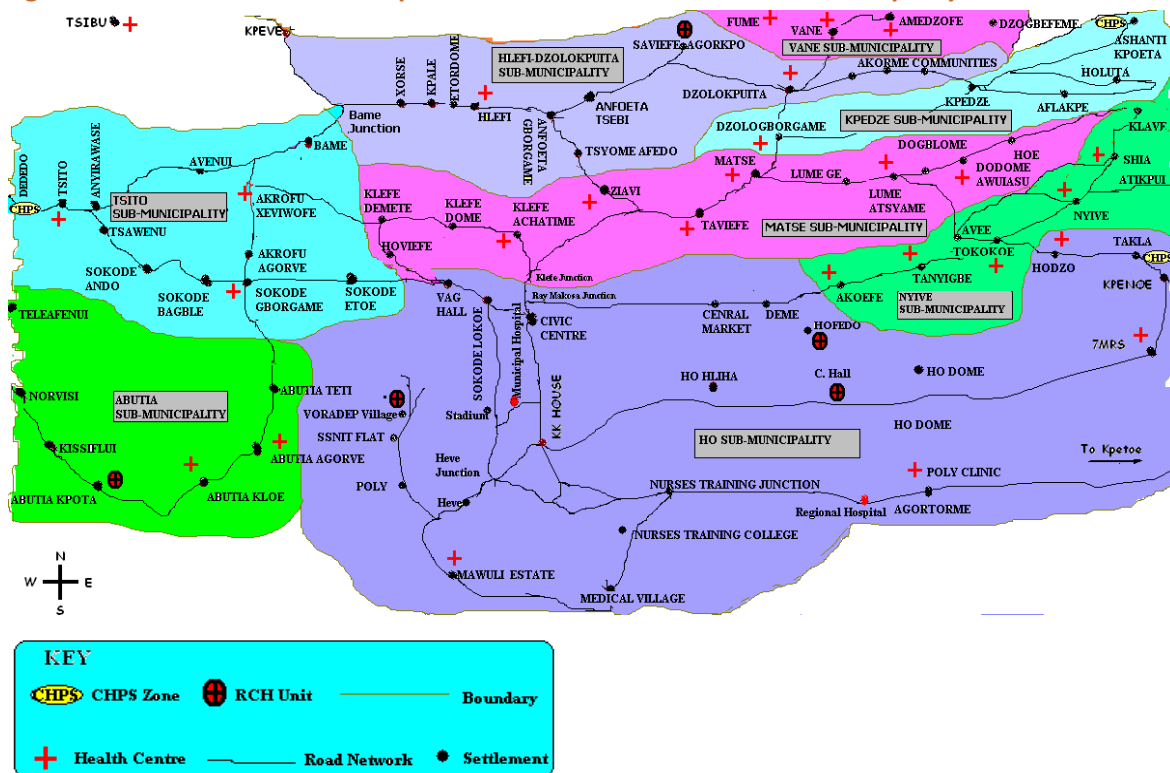 TSIBU
KPEVE
FUME
VANE
AMEDZOFE
DZOGBEFEME
CHPS
ASHANTI
KPOETA
SAVIEFE AGORKPO
VANE SUB-MUNICIPALITY
HLEFI-DZOLOKPUITA
SUB-MUNICIPALITY
AKORME COMMUNITIES
HOLUTA
XORSE
KPALE
ETORDOME
DZOLOKPUITA
KPEDZE
AFLAKPE
HLEFI
ANFOETA
TSEBI
Bame
Junction
ANFOETA
GBORGAME
DZOLOGBORGAME
KPEDZE SUB-MUNICIPALITY
KLAVE
BAME
TSYOME AFEDO
DOGBLOME
HOE
AVENUI
MATSE
LUME GE
DODOME
AWUIASU
SHIA
DEDEDO
TSITO
ANYIRAWASE
ATIKPUI
CHPS
TSITO
SUB-MUNICIPALITY
AKROFU
XEVIWOFE
KLEFE
DEMETE
KLEFE
DOME
KLEFE
ACHATIME
ZIAVI
LUME
ATSYAME
NYIVE
TSAWENU
TAVIEFE
MATSE SUB-MUNICIPALITY
AVEE
HOVIEFE
TOKOKOE
AKROFU
AGORVE
HODZO
TAKLA
CHPS
SOKODE
ANDO
TANYIGBE
SOKODE
BAGBLE
SOKODE
GBORGAME
SOKODE
ETOE
Klefe Junction
KPENOE
VAG
HALL
Ray Makosa Junction
AKOEFE
NYIVE
SUB-MUNICIPALITY
TELEAFENUI
CENRAL
MARKET
DEME
CIVIC
CENTRE
SOKODE LOKOE
Municipal Hospital
HOFEDO
7MRS
C. Hall
HO DOME
HO HLIHA
NORVISI
ABUTIA TETI
ABUTIA
SUB-MUNICIPALITY
VORADEP Village
Stadium
KK HOUSE
HO DOME
SSNIT FLAT
HO SUB-MUNICIPALITY
KISSIFLUI
ABUTIA AGORVE
To Kpetoe
Heve
Junction
POLY CLINIC
ABUTIA KPOTA
ABUTIA KLOE
POLY
NURSES TRAINING JUNCTION
Heve
Regional Hospital
AGORTORME
NURSES TRAINING COLLEGE
N
W
E
S
MAWULI ESTATE
MEDICAL VILLAGE
KEY
CHPS
CHPS Zone
RCH Unit
Boundary
Health Centre
Road Network
Settlement